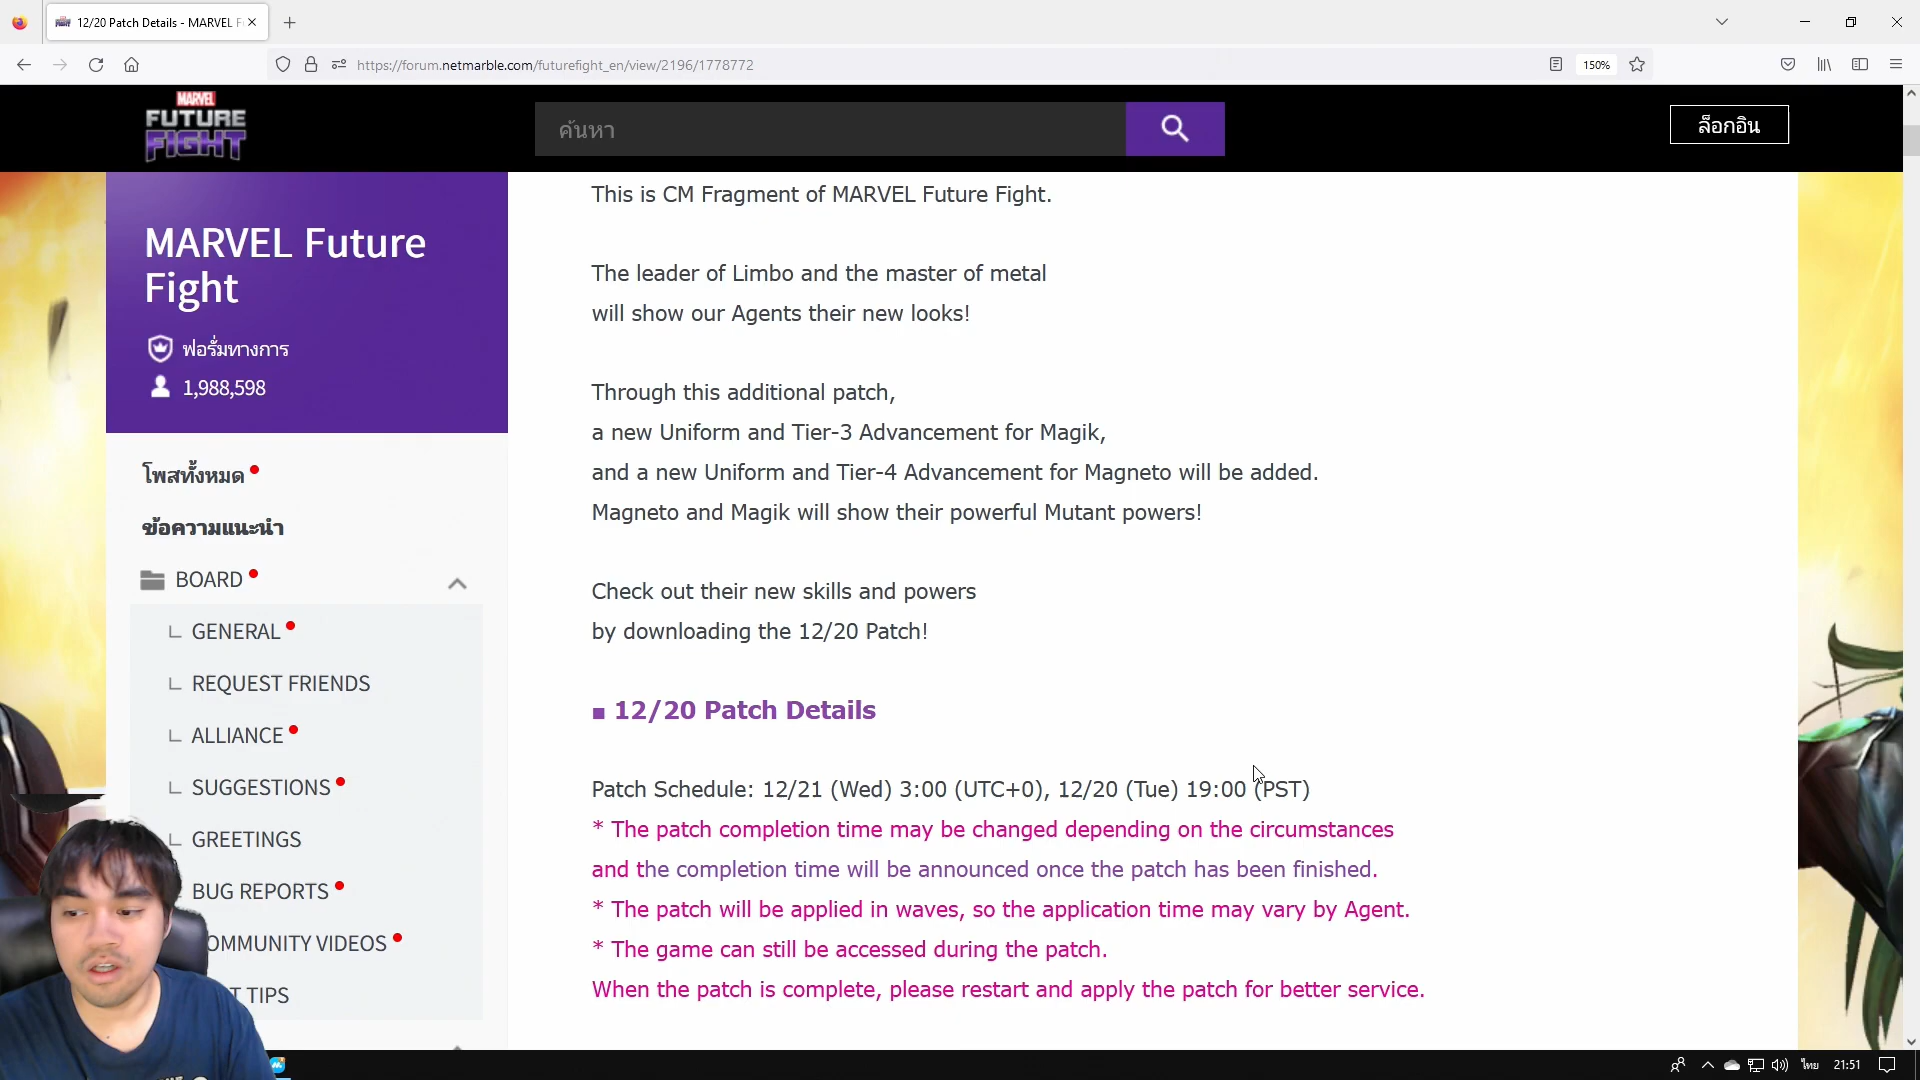 12/20 Patch Details - MARVEL F
https://forum.netmarble.com/futurefight_en/view/2196/1778772
150%
MARVEL
FUTURE
FIGHT
ค้นหา
ล็อกอิน
MARVEL Future
Fight
ฟอรั่มทางการ
1,988,598
โพสทั้งหมด
ข้อความแนะนำ
BOARD
GENERAL
REQUEST FRIENDS
ALLIANCE
SUGGESTIONS
GREETINGS
BUG REPORTS
OMMUNITY VIDEOS
T TIPS
This is CM Fragment of MARVEL Future Fight.
The leader of Limbo and the master of metal
will show our Agents their new looks!
Through this additional patch,
a new Uniform and Tier-3 Advancement for Magik,
and a new Uniform and Tier-4 Advancement for Magneto will be added.
Magneto and Magik will show their powerful Mutant powers!
Check out their new skills and powers
by downloading the 12/20 Patch!
■ 12/20 Patch Details
Patch Schedule: 12/21 (Wed) 3:00 (UTC+0), 12/20 (Tue) 19:00 (PST)
* The patch completion time may be changed depending on the circumstances
and the completion time will be announced once the patch has been finished.
* The patch will be applied in waves, so the application time may vary by Agent.
* The game can still be accessed during the patch.
When the patch is complete, please restart and apply the patch for better service.
ไทย
21:51